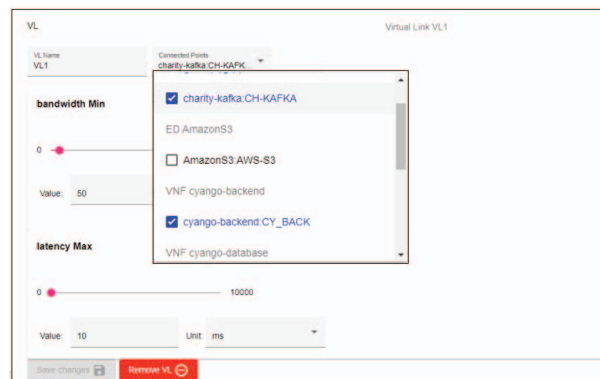 VL
Virtual Link VL1
VL Name
VL1
Connected Points
charity-kafka:CH-KAFK...
charity-kafka:CH-KAFKA
ED AmazonS3
AmazonS3:AWS-S3
VNF cyango-backend
cyango-backend:CY_BACK
VNF cyango-database
bandwidth Min
0
Value: 50
latency Max
0 10000
Value: 10 Unit: ms
Save changes Remove VL